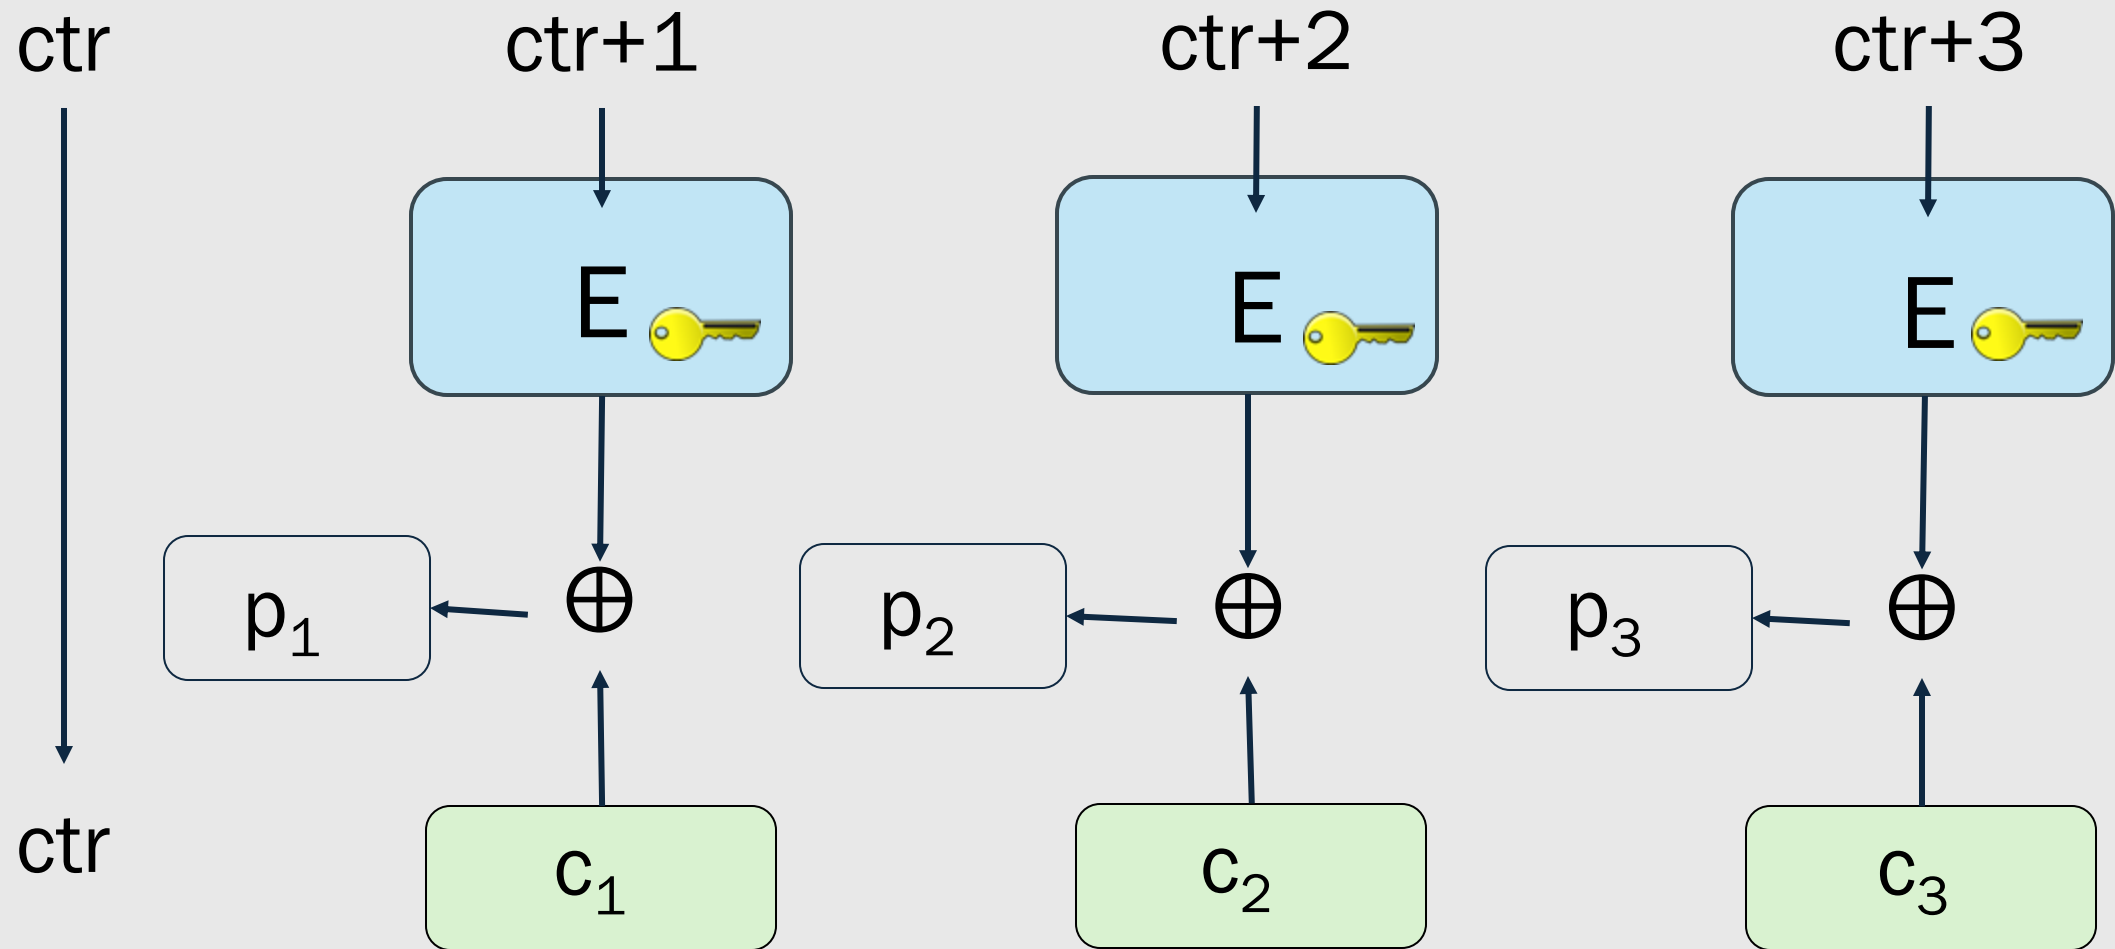 ctr ctr+1 ctr+2 ctr+3
E E E
p₁ ⊕ p₂ ⊕ p₃ ⊕
ctr c₁ c₂ c₃